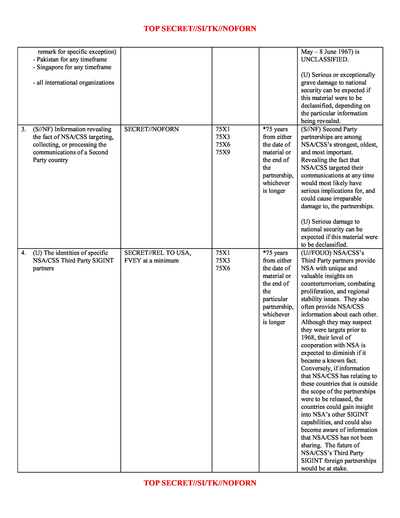 TOP SECRET//SI/TK//NOFORN
remark for specific exception)
- Pakistan for any timeframe
- Singapore for any timeframe
- all international organizations
May – 8 June 1967) is
UNCLASSIFIED.
(U) Serious or exceptionally
grave damage to national
security can be expected if
this material were to be
declassified, depending on
the particular information
being revealed.
3. (S//NF) Information revealing
the fact of NSA/CSS targeting,
collecting, or processing the
communications of a Second
Party country
SECRET//NOFORN
75X1
75X3
75X6
75X9
*75 years
from either
the date of
material or
the end of
the
partnership,
whichever
is longer
(S//NF) Second Party
partnerships are among
NSA/CSS's strongest, oldest,
and most important.
Revealing the fact that
NSA/CSS targeted their
communications at any time
would most likely have
serious implications for, and
could cause irreparable
damage to, the partnerships.
(U) Serious damage to
national security can be
expected if this material were
to be declassified.
4. (U) The identities of specific
NSA/CSS Third Party SIGINT
partners
SECRET//REL TO USA,
FVEY at a minimum
75X1
75X3
75X6
*75 years
from either
the date of
material or
the end of
the
particular
partnership,
whichever
is longer
(U//FOUO) NSA/CSS's
Third Party partners provide
NSA with unique and
valuable insights on
counterterrorism, combating
proliferation, and regional
stability issues. They also
often provide NSA/CSS
information about each other.
Although they may suspect
they were targets prior to
1968, their level of
cooperation with NSA is
expected to diminish if it
became a known fact.
Conversely, if information
that NSA/CSS has relating to
these countries that is outside
the scope of the partnerships
were to be released, the
countries could gain insight
into NSA's other SIGINT
capabilities, and could also
become aware of information
that NSA/CSS has not been
sharing. The future of
NSA/CSS's Third Party
SIGINT foreign partnerships
would be at stake.
TOP SECRET//SI/TK//NOFORN